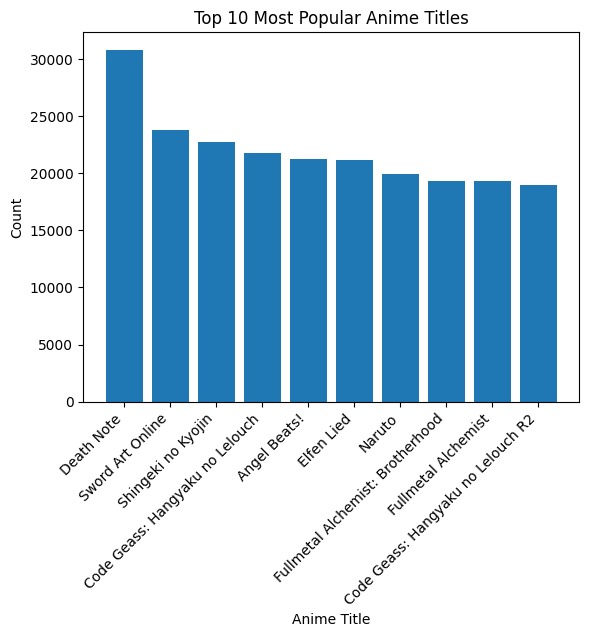 Top 10 Most Popular Anime Titles
Count
30000
25000
20000
15000
10000
5000
0
Death Note
Sword Art Online
Shingeki no Kyojin
Code Geass: Hangyaku no Lelouch
Angel Beats!
Elfen Lied
Naruto
Fullmetal Alchemist: Brotherhood
Fullmetal Alchemist
Code Geass: Hangyaku no Lelouch R2
Anime Title